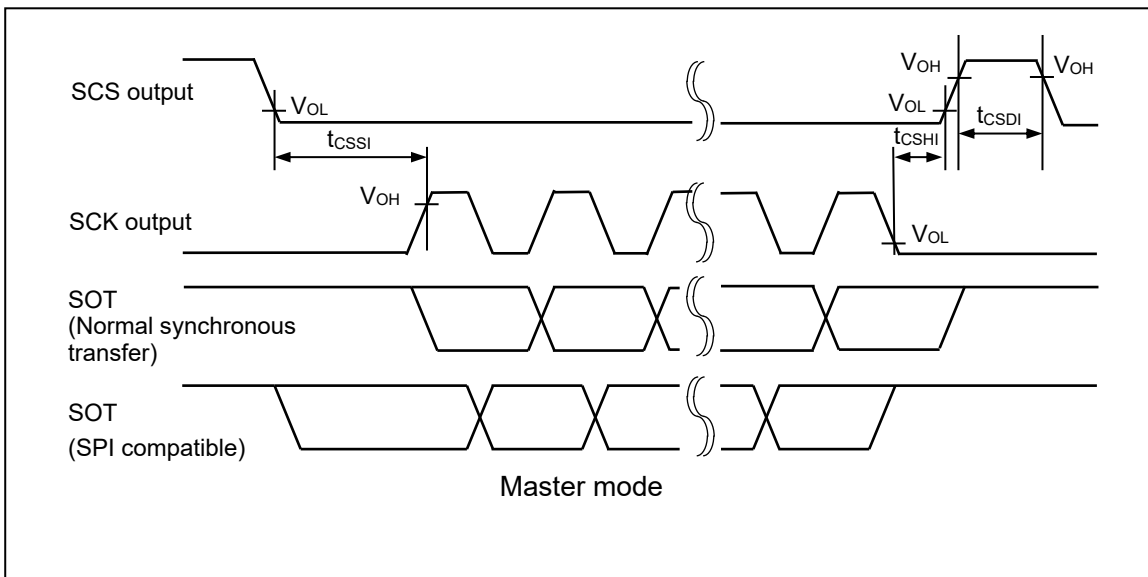 SCS output
VOL
tCSSI
VOH
VOL
tCSHI
tCSDI
VOH
SCK output
VOH
VOL
SOT
(Normal synchronous
transfer)
SOT
(SPI compatible)
Master mode